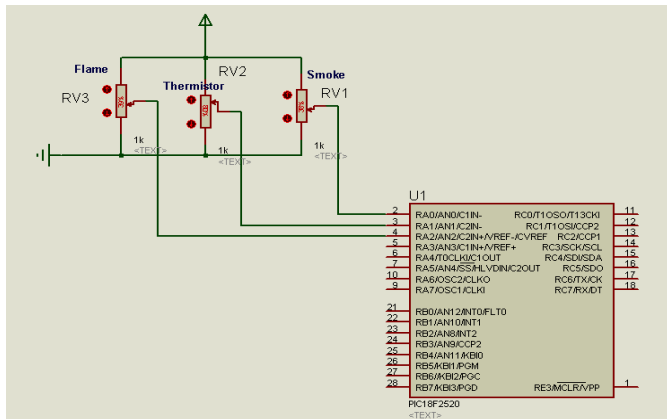 Flame
RV3
1k
<TEXT>
Thermistor
RV2
1k
<TEXT>
Smoke
RV1
1k
<TEXT>
U1
2 RA0/AN0/C1IN- RC0/T1OSO/T13CKI 11
3 RA1/AN1/C2IN- RC1/T1OSI/CCP2 12
4 RA2/AN2/C2IN+/VREF-/CVREF RC2/CCP1 13
5 RA3/AN3/C1IN+/VREF+ RC3/SCK/SCL 14
6 RA4/T0CLKI/C1OUT RC4/SDI/SDA 15
7 RA5/AN4/SS/HLVDIN/C2OUT RC5/SDO 16
10 RA6/OSC2/CLKO RC6/TX/CK 17
9 RA7/OSC1/CLKI RC7/RX/DT 18
21 RB0/AN12/INT0/FLT0
22 RB1/AN10/INT1
23 RB2/AN8/INT2
24 RB3/AN9/CCP2
25 RB4/AN11/KBI0
26 RB5/KBI1/PGM
27 RB6//KBI2/PGC
28 RB7/KBI3/PGD RE3/MCLR/VPP 1
PIC18F2520
<TEXT>